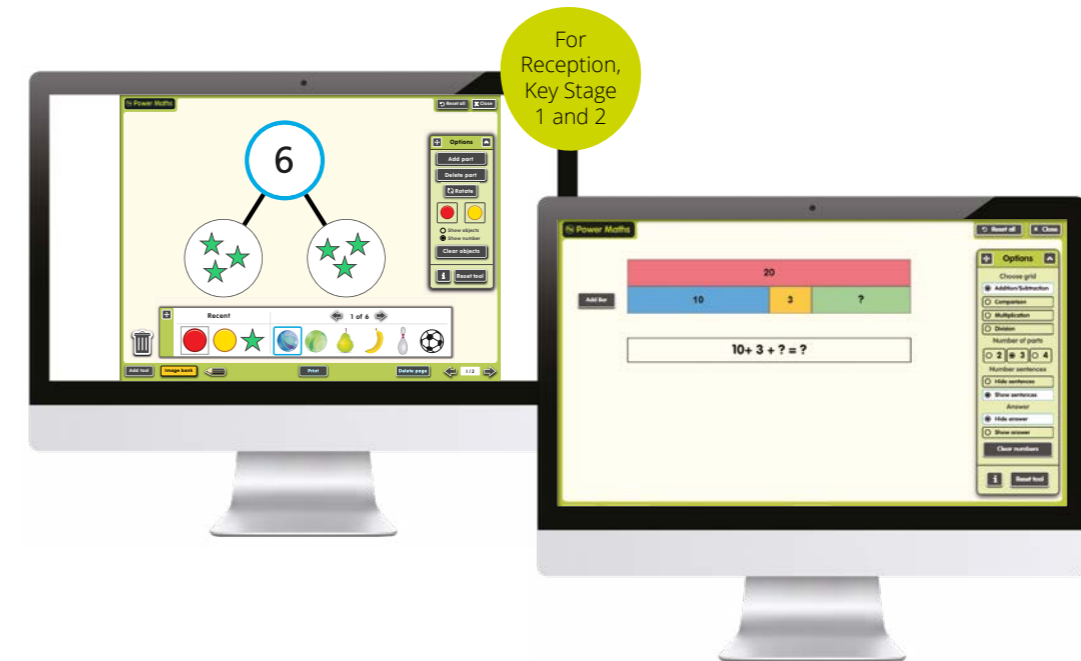 For
Reception,
Key Stage
1 and 2
Power Maths
Reset all
Close
6
Options
Add part
Delete part
Rotate
Show objects
Show number
Clear objects
i
Reset tool
Recent
1 of 6
Add tool
Image bank
Print
Delete page
1/2
Power Maths
Reset all
Close
Add Bar
20
10 3 ?
10+ 3 + ? = ?
Options
Choose grid
Addition/Subtraction
Comparison
Multiplication
Division
Number of parts
2 3 4
Number sentences
Hide sentences
Show sentences
Answer
Hide answer
Show answer
Clear numbers
i
Reset tool